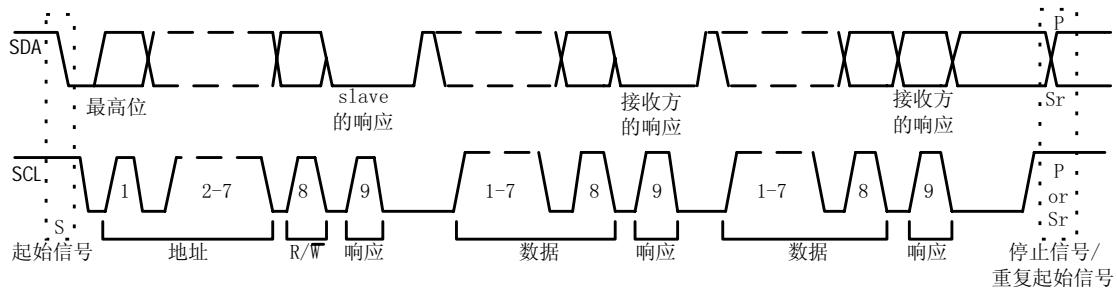 SDA
P
最高位
slave
的响应
接收方
的响应
接收方
的响应
Sr
SCL
1
2-7
8
9
1-7
8
9
1-7
8
9
P
or
Sr
S
起始信号
地址
R/W̅
响应
数据
响应
数据
响应
停止信号/
重复起始信号